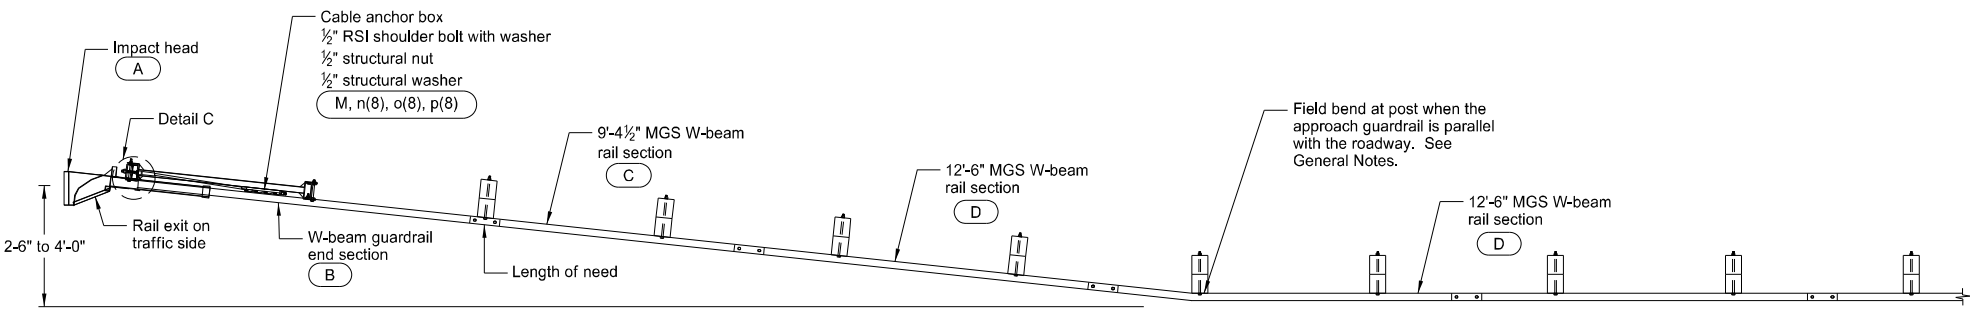 Cable anchor box
½" RSI shoulder bolt with washer
½" structural nut
½" structural washer
M, n(8), o(8), p(8)
Impact head
A
Detail C
9'-4½" MGS W-beam
rail section
C
12'-6" MGS W-beam
rail section
D
Field bend at post when the
approach guardrail is parallel
with the roadway. See
General Notes.
12'-6" MGS W-beam
rail section
D
Rail exit on
traffic side
2-6" to 4'-0"
W-beam guardrail
end section
B
Length of need